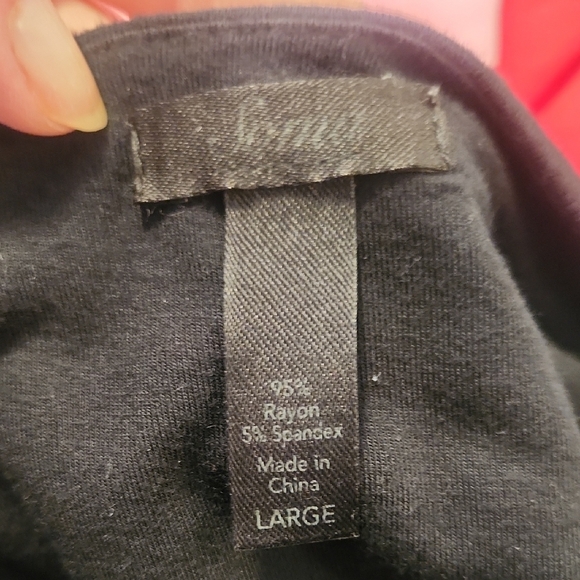 95%
Rayon
5% Spandex
Made in
China
LARGE